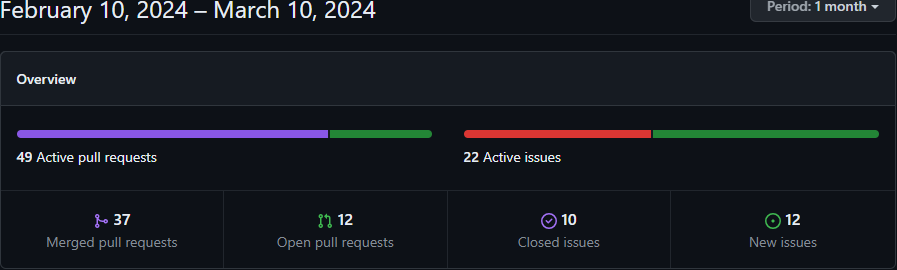 February 10, 2024 – March 10, 2024
Period: 1 month
Overview
49 Active pull requests
22 Active issues
37
Merged pull requests
12
Open pull requests
10
Closed issues
12
New issues